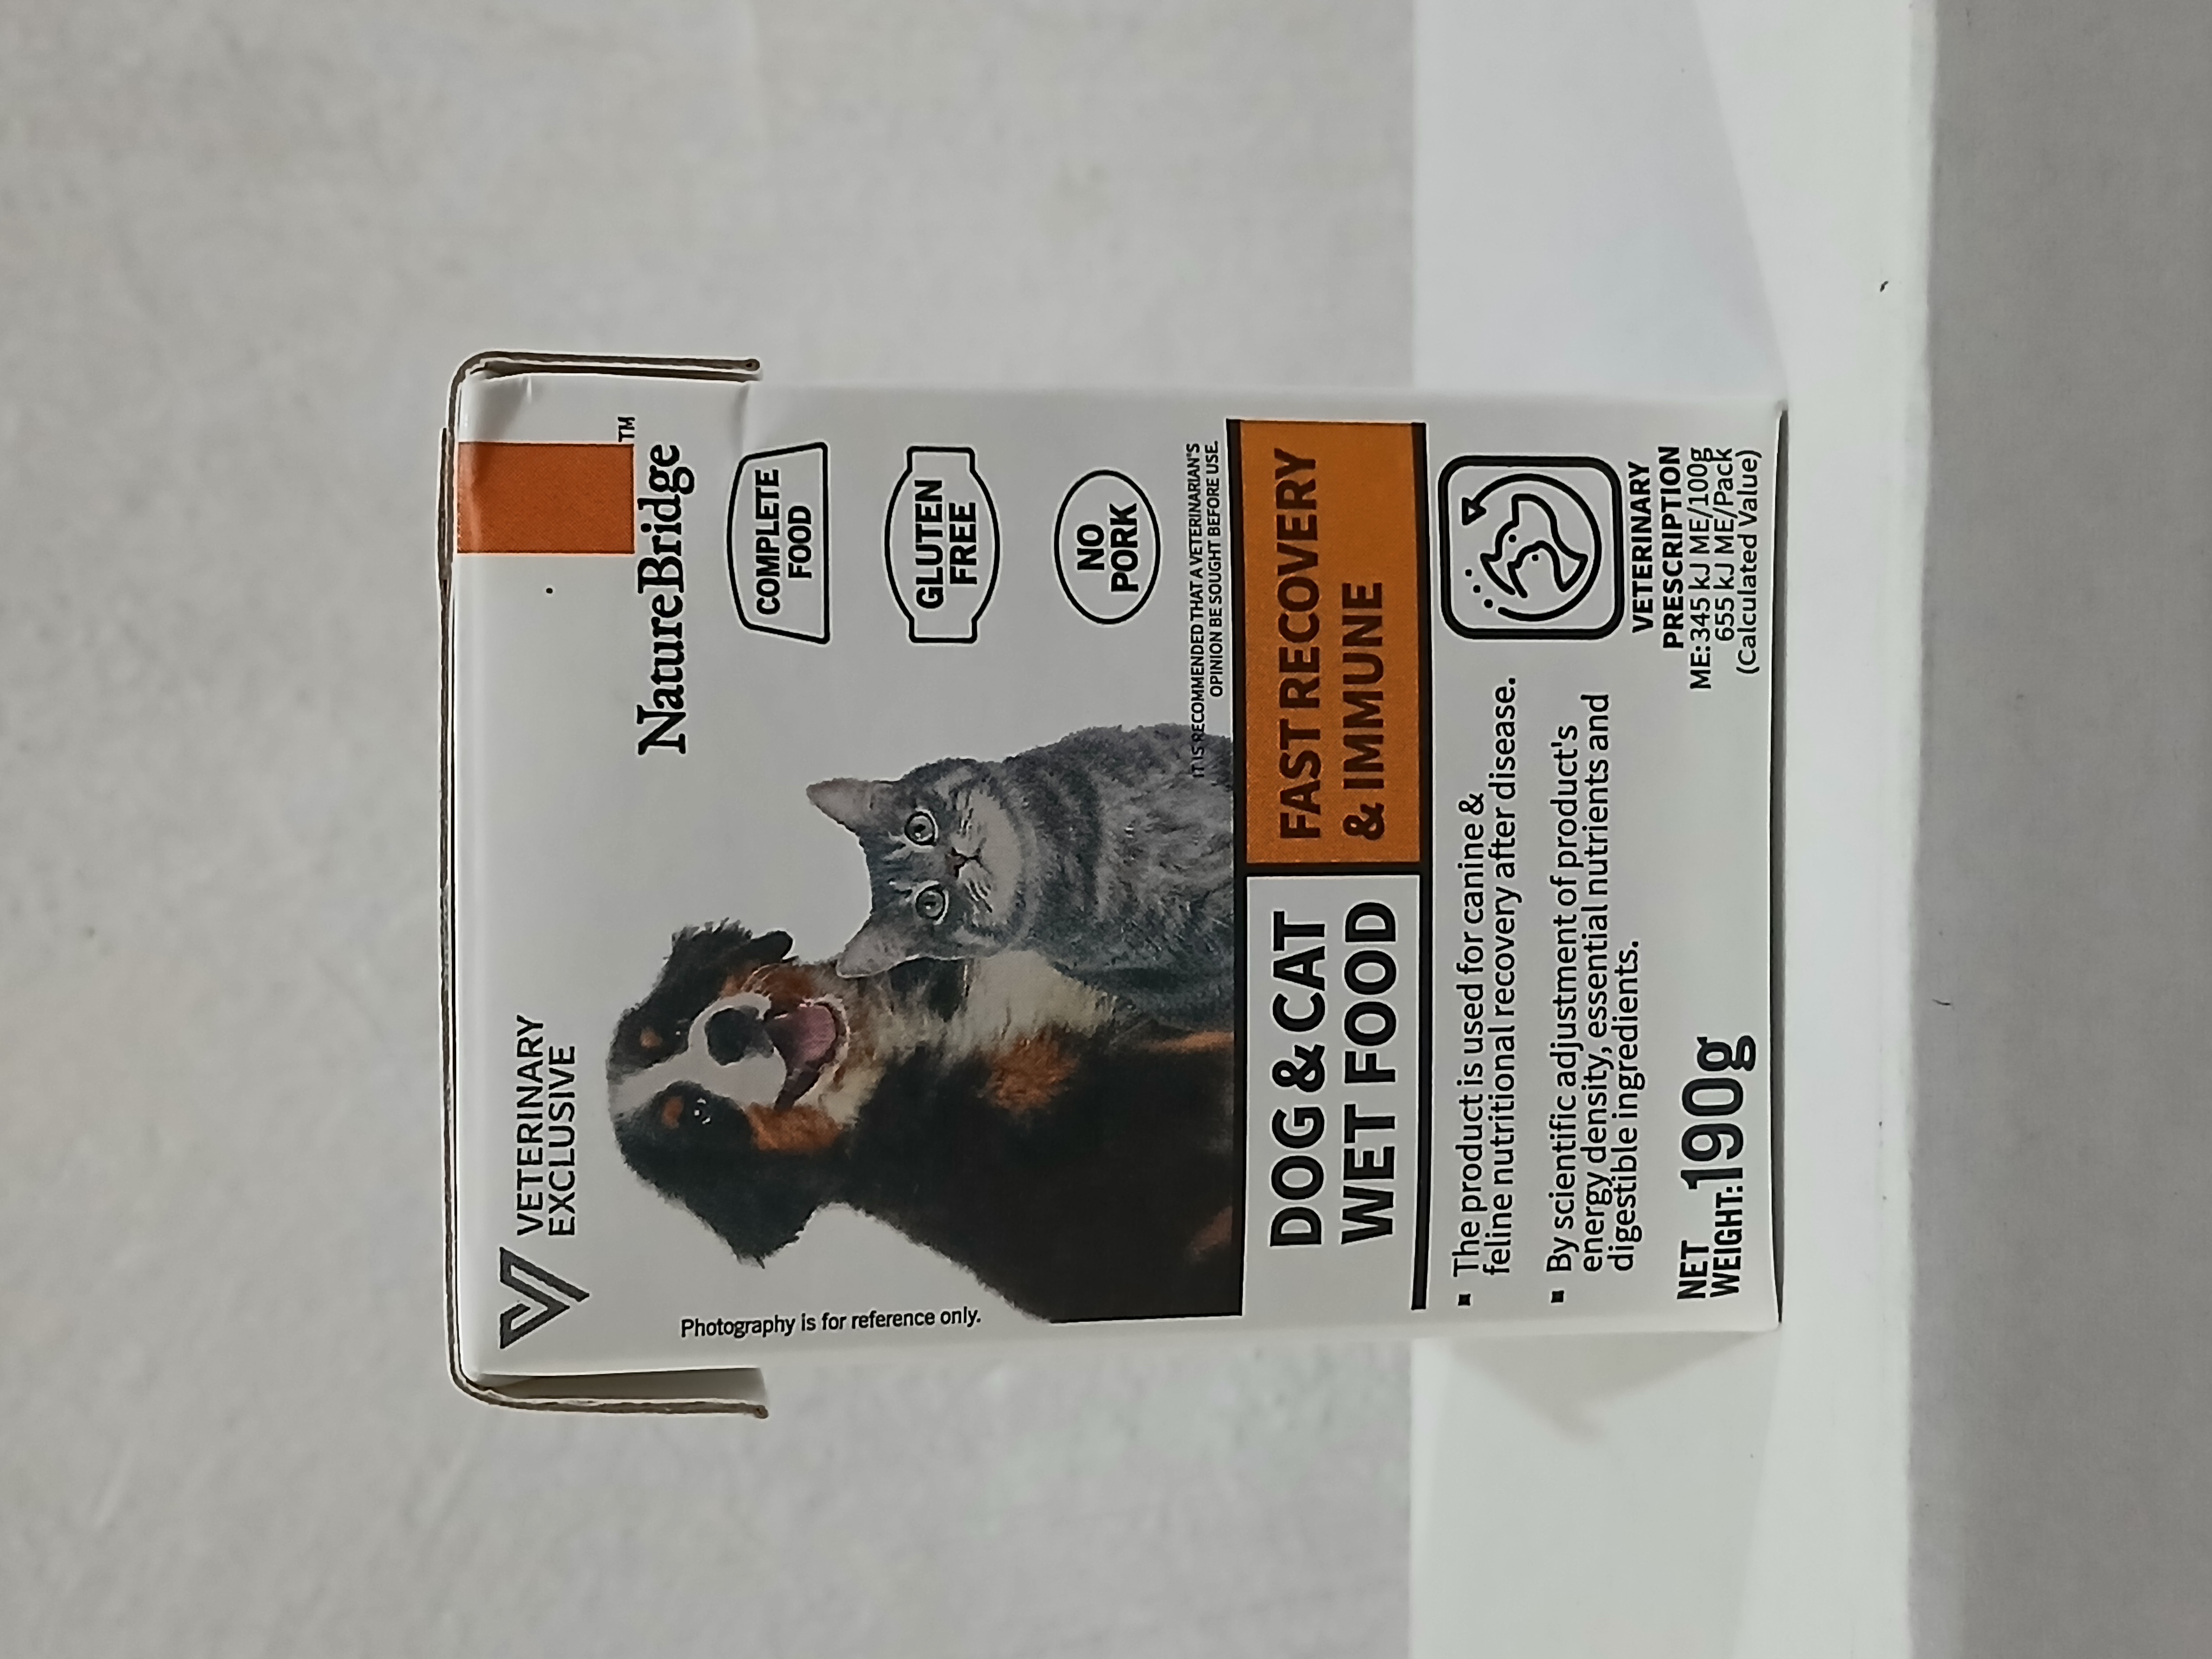 VETERINARY
EXCLUSIVE
NatureBridge™
Photography is for reference only.
COMPLETE
FOOD
GLUTEN
FREE
NO
PORK
IT IS RECOMMENDED THAT A VETERINARIAN'S
OPINION BE SOUGHT BEFORE USE.
DOG & CAT
WET FOOD
FAST RECOVERY
& IMMUNE
▪ The product is used for canine &
feline nutritional recovery after disease.
▪ By scientific adjustment of product's
energy density, essential nutrients and
digestible ingredients.
VETERINARY
PRESCRIPTION
NET
WEIGHT:190g
ME:345 kJ ME/100g
655 kJ ME/Pack
(Calculated Value)